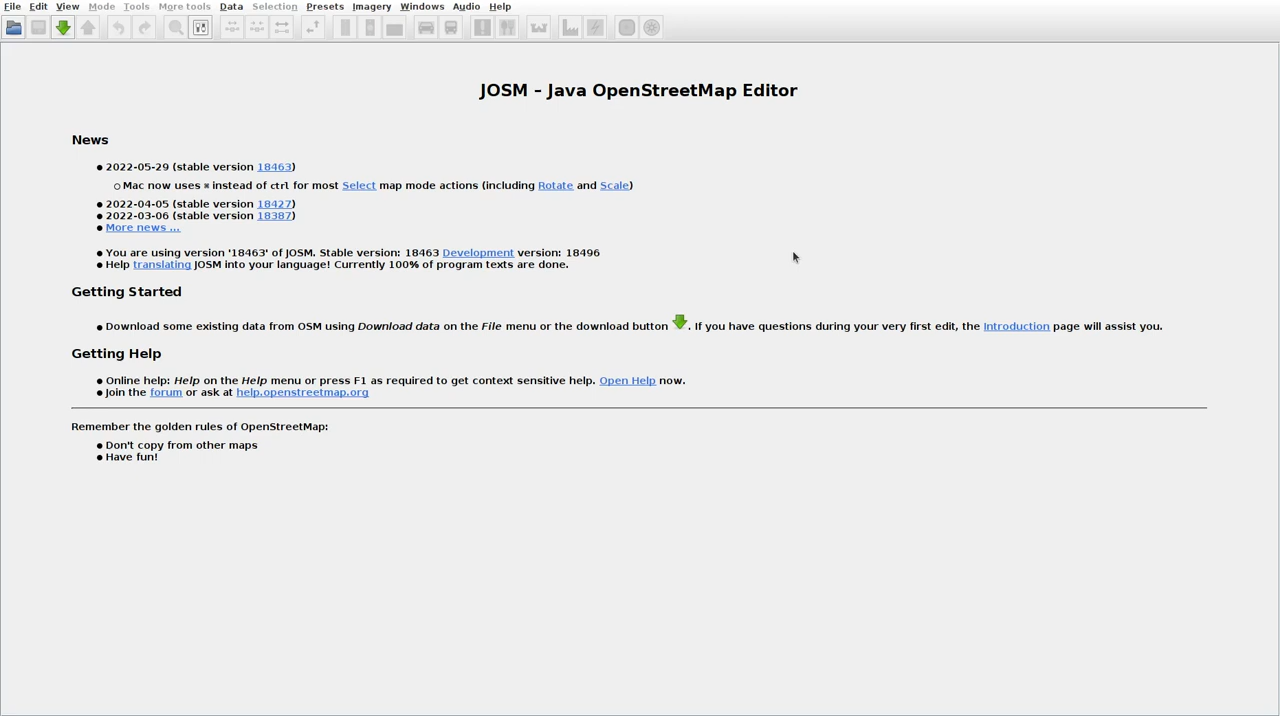 File Edit View Mode Tools More tools Data Selection Presets Imagery Windows Audio Help
JOSM – Java OpenStreetMap Editor
News
2022-05-29 (stable version 18463)
Mac now uses ⌘ instead of ctrl for most Select map mode actions (including Rotate and Scale)
2022-04-05 (stable version 18427)
2022-03-06 (stable version 18387)
More news ...
You are using version '18463' of JOSM. Stable version: 18463 Development version: 18496
Help translating JOSM into your language! Currently 100% of program texts are done.
Getting Started
Download some existing data from OSM using Download data on the File menu or the download button . If you have questions during your very first edit, the Introduction page will assist you.
Getting Help
Online help: Help on the Help menu or press F1 as required to get context sensitive help. Open Help now.
Join the forum or ask at help.openstreetmap.org
Remember the golden rules of OpenStreetMap:
Don't copy from other maps
Have fun!